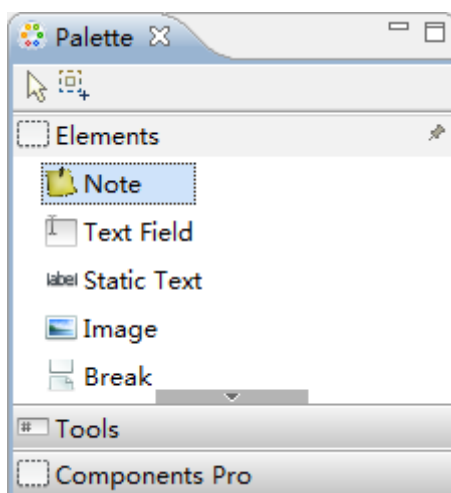 Palette
Elements
Note
Text Field
label Static Text
Image
Break
# Tools
Components Pro